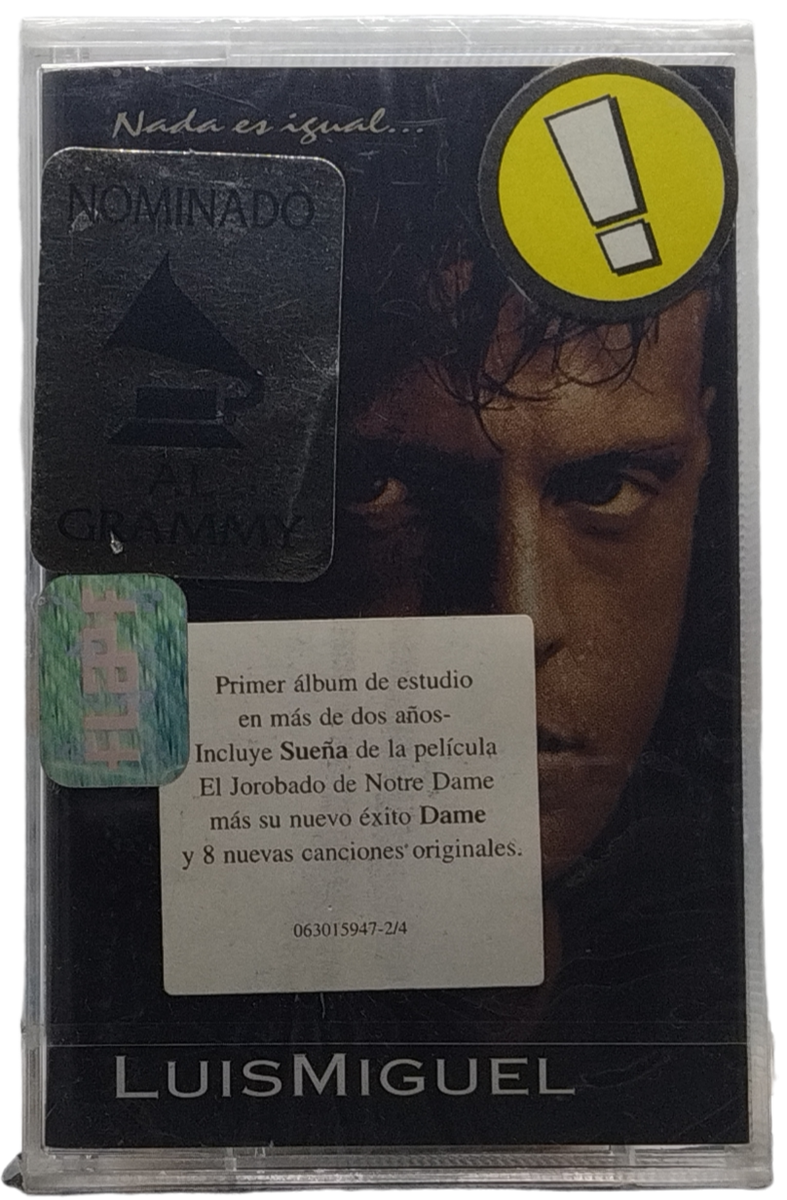 Nada es igual...
NOMINADO
AL
GRAMMY
Primer álbum de estudio
en más de dos años-
Incluye Sueña de la película
El Jorobado de Notre Dame
más su nuevo éxito Dame
y 8 nuevas canciones originales.
063015947-2/4
LUISMIGUEL